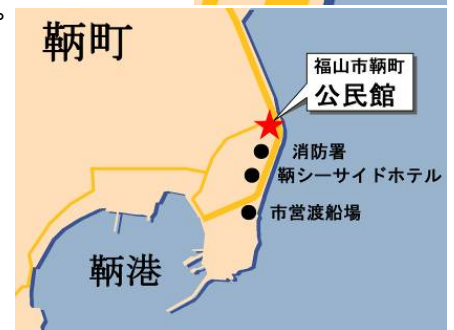 。
鞆町
福山市鞆町
公民館
消防署
鞆シーサイドホテル
市営渡船場
鞆港